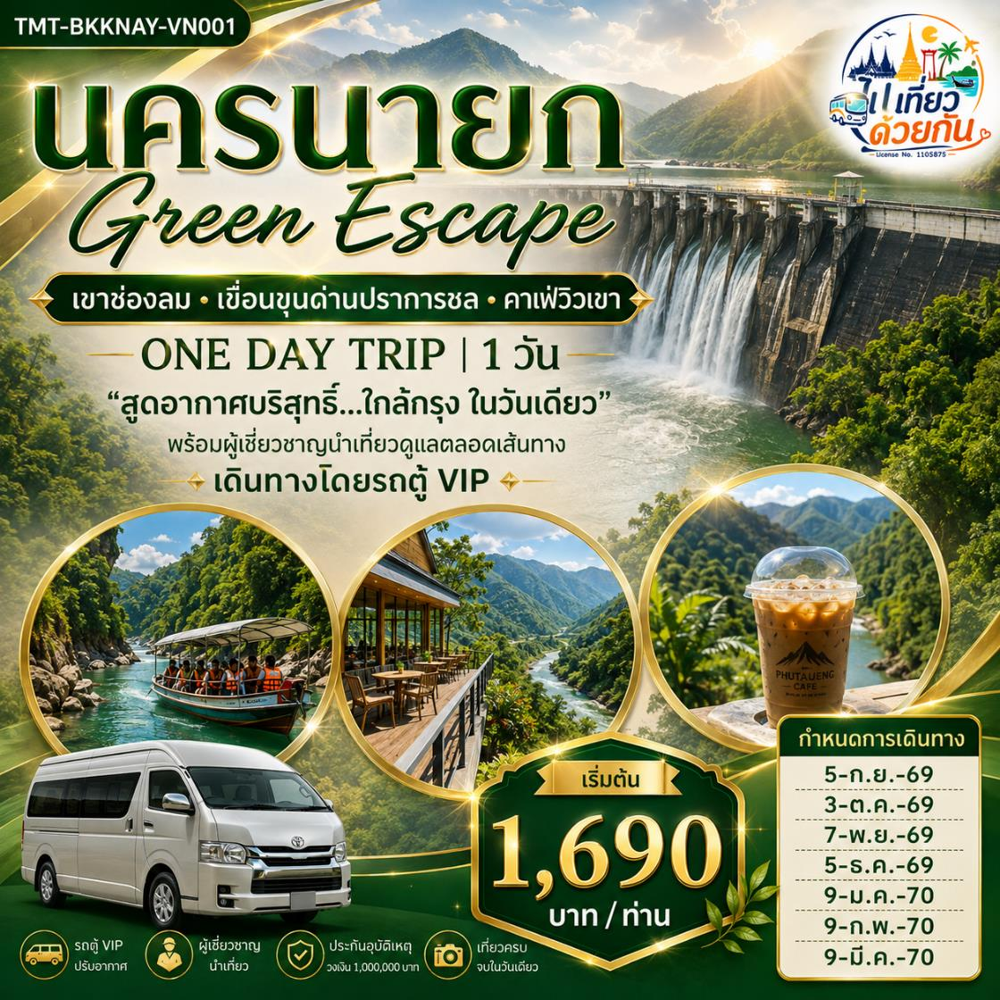 TMT-BKKNAY-VN001
ไปเที่ยว
ด้วยกัน
License No. 1105875
นครนายก
Green Escape
เขาช่องลม • เขื่อนขุนด่านปราการชล • คาเฟ่วิวเขา
ONE DAY TRIP | 1 วัน
“สูดอากาศบริสุทธิ์...ใกล้กรุง ในวันเดียว”
พร้อมผู้เชี่ยวชาญนำเที่ยวดูแลตลอดเส้นทาง
เดินทางโดยรถตู้ VIP
PHUTALENG
CAFE
เริ่มต้น
1,690
บาท / ท่าน
กำหนดการเดินทาง
5-ก.ย.-69
3-ต.ค.-69
7-พ.ย.-69
5-ธ.ค.-69
9-ม.ค.-70
9-ก.พ.-70
9-มี.ค.-70
รถตู้ VIP
ปรับอากาศ
ผู้เชี่ยวชาญ
นำเที่ยว
ประกันอุบัติเหตุ
วงเงิน 1,000,000 บาท
เที่ยวครบ
จบในวันเดียว